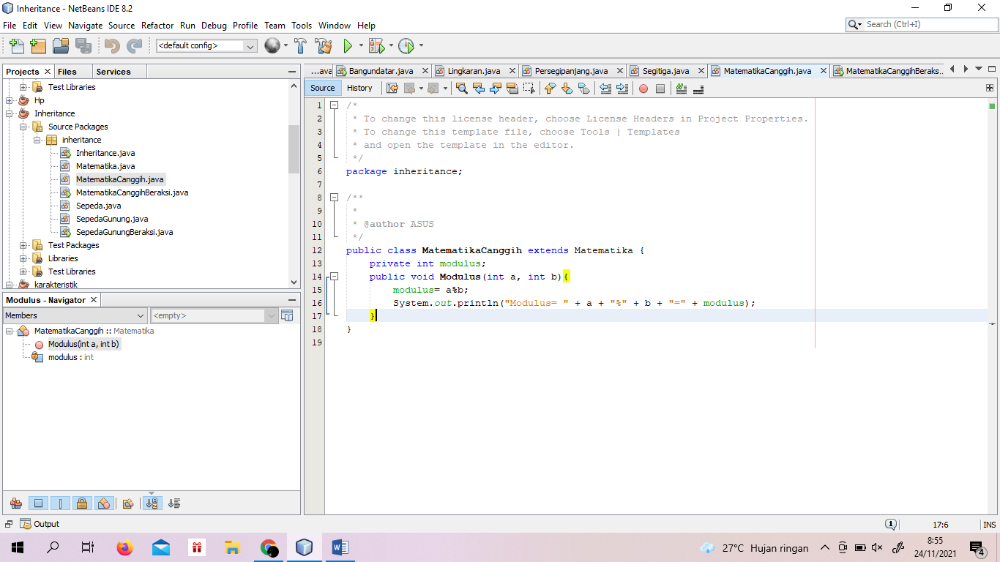 Inheritance - NetBeans IDE 8.2
File Edit View Navigate Source Refactor Run Debug Profile Team Tools Window Help
Search (Ctrl+I)
<default config>
Projects Files Services
...ava Bangundatar.java Lingkaran.java Persegipanjang.java Segitiga.java MatematikaCanggih.java MatematikaCanggihBeraks...
Source History
Test Libraries
Hp
Inheritance
Source Packages
inheritance
Inheritance.java
Matematika.java
MatematikaCanggih.java
MatematikaCanggihBeraksi.java
Sepeda.java
SepedaGunung.java
SepedaGunungBeraksi.java
Test Packages
Libraries
Test Libraries
karakteristik
Modulus - Navigator
Members <empty>
MatematikaCanggih :: Matematika
Modulus(int a, int b)
modulus : int
1 /*
2 * To change this license header, choose License Headers in Project Properties.
3 * To change this template file, choose Tools | Templates
4 * and open the template in the editor.
5 */
6 package inheritance;
7
8 /**
9 *
10 * @author ASUS
11 */
12 public class MatematikaCanggih extends Matematika {
13 private int modulus;
14 public void Modulus(int a, int b){
15 modulus= a%b;
16 System.out.println("Modulus= " + a + "%" + b + "=" + modulus);
17 }
18 }
19
Output
1 17:6 INS
27°C Hujan ringan
8:55
24/11/2021
4